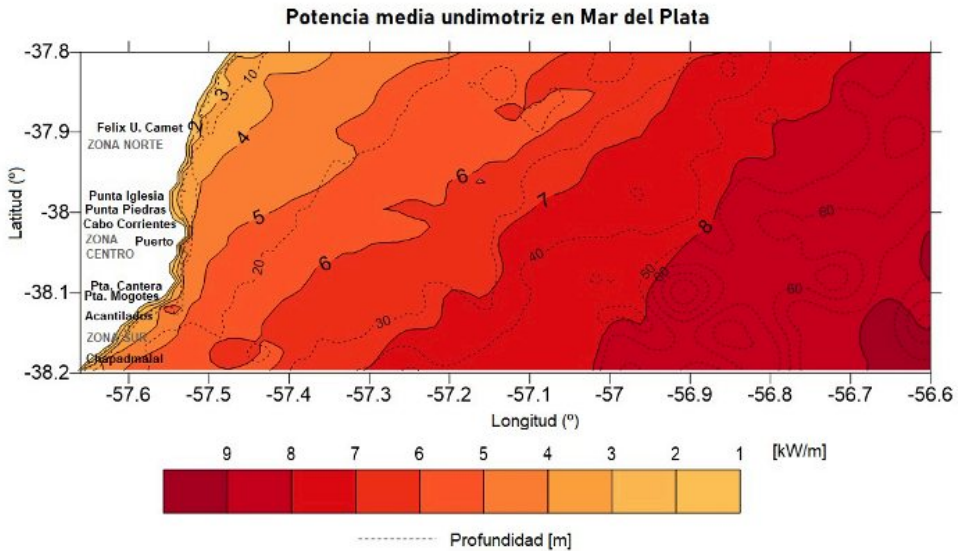 Potencia media undimotriz en Mar del Plata
-37.8
-37.9
-38
-38.1
-38.2
Latitud (º)
Felix U. Camet
ZONA NORTE
Punta Iglesia
Punta Piedras
Cabo Corrientes
ZONA CENTRO
Puerto
Pta. Cantera
Pta. Mogotes
Acantilados
ZONA SUR
Chapadmalal
2
3
10
4
5
20
6
6
30
7
40
8
50
60
60
60
-57.6 -57.5 -57.4 -57.3 -57.2 -57.1 -57 -56.9 -56.8 -56.7 -56.6
Longitud (º)
9 8 7 6 5 4 3 2 1 [kW/m]
Profundidad [m]